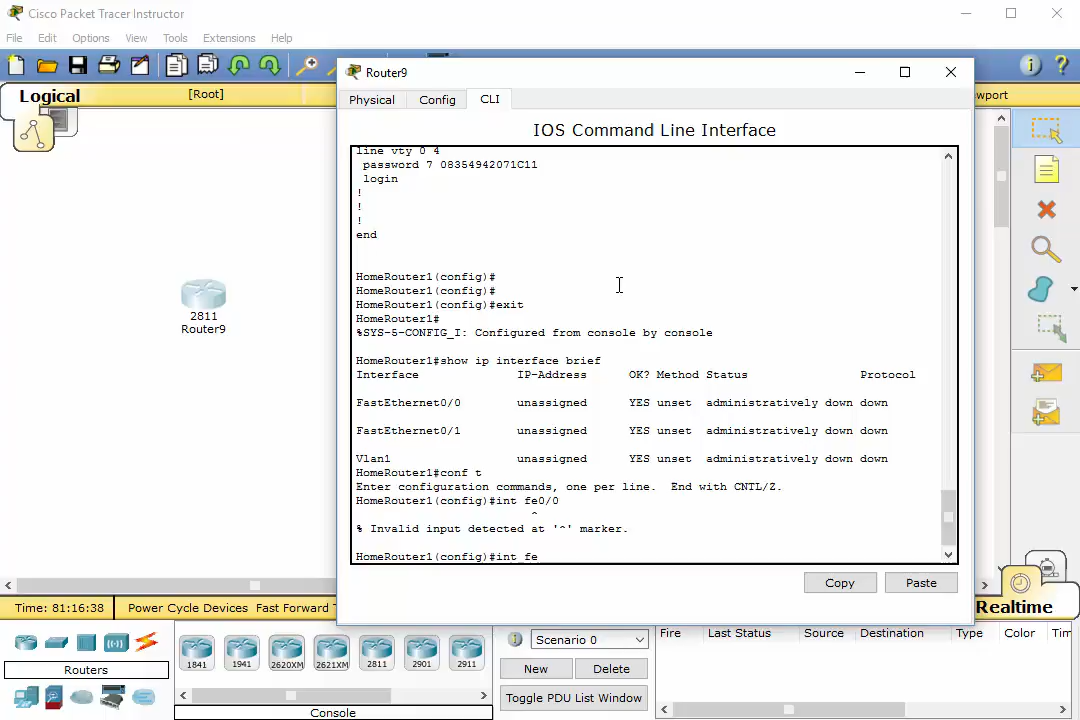 Cisco Packet Tracer Instructor
File Edit Options View Tools Extensions Help
Logical
[Root]
wport
Router9
Physical Config CLI
IOS Command Line Interface
line vty 0 4
password 7 08354942071C11
login
!
!
!
end
HomeRouter1(config)#
HomeRouter1(config)#
HomeRouter1(config)#exit
HomeRouter1#
%SYS-5-CONFIG_I: Configured from console by console
HomeRouter1#show ip interface brief
Interface IP-Address OK? Method Status Protocol
FastEthernet0/0 unassigned YES unset administratively down down
FastEthernet0/1 unassigned YES unset administratively down down
Vlan1 unassigned YES unset administratively down down
HomeRouter1#conf t
Enter configuration commands, one per line. End with CNTL/Z.
HomeRouter1(config)#int fe0/0
^
% Invalid input detected at '^' marker.
HomeRouter1(config)#int fe
Copy Paste
2811
Router9
Time: 81:16:38 Power Cycle Devices Fast Forward T
Realtime
Routers
1841 1941 2620XM 2621XM 2811 2901 2911
Console
Scenario 0
New Delete
Toggle PDU List Window
Fire Last Status Source Destination Type Color Tim